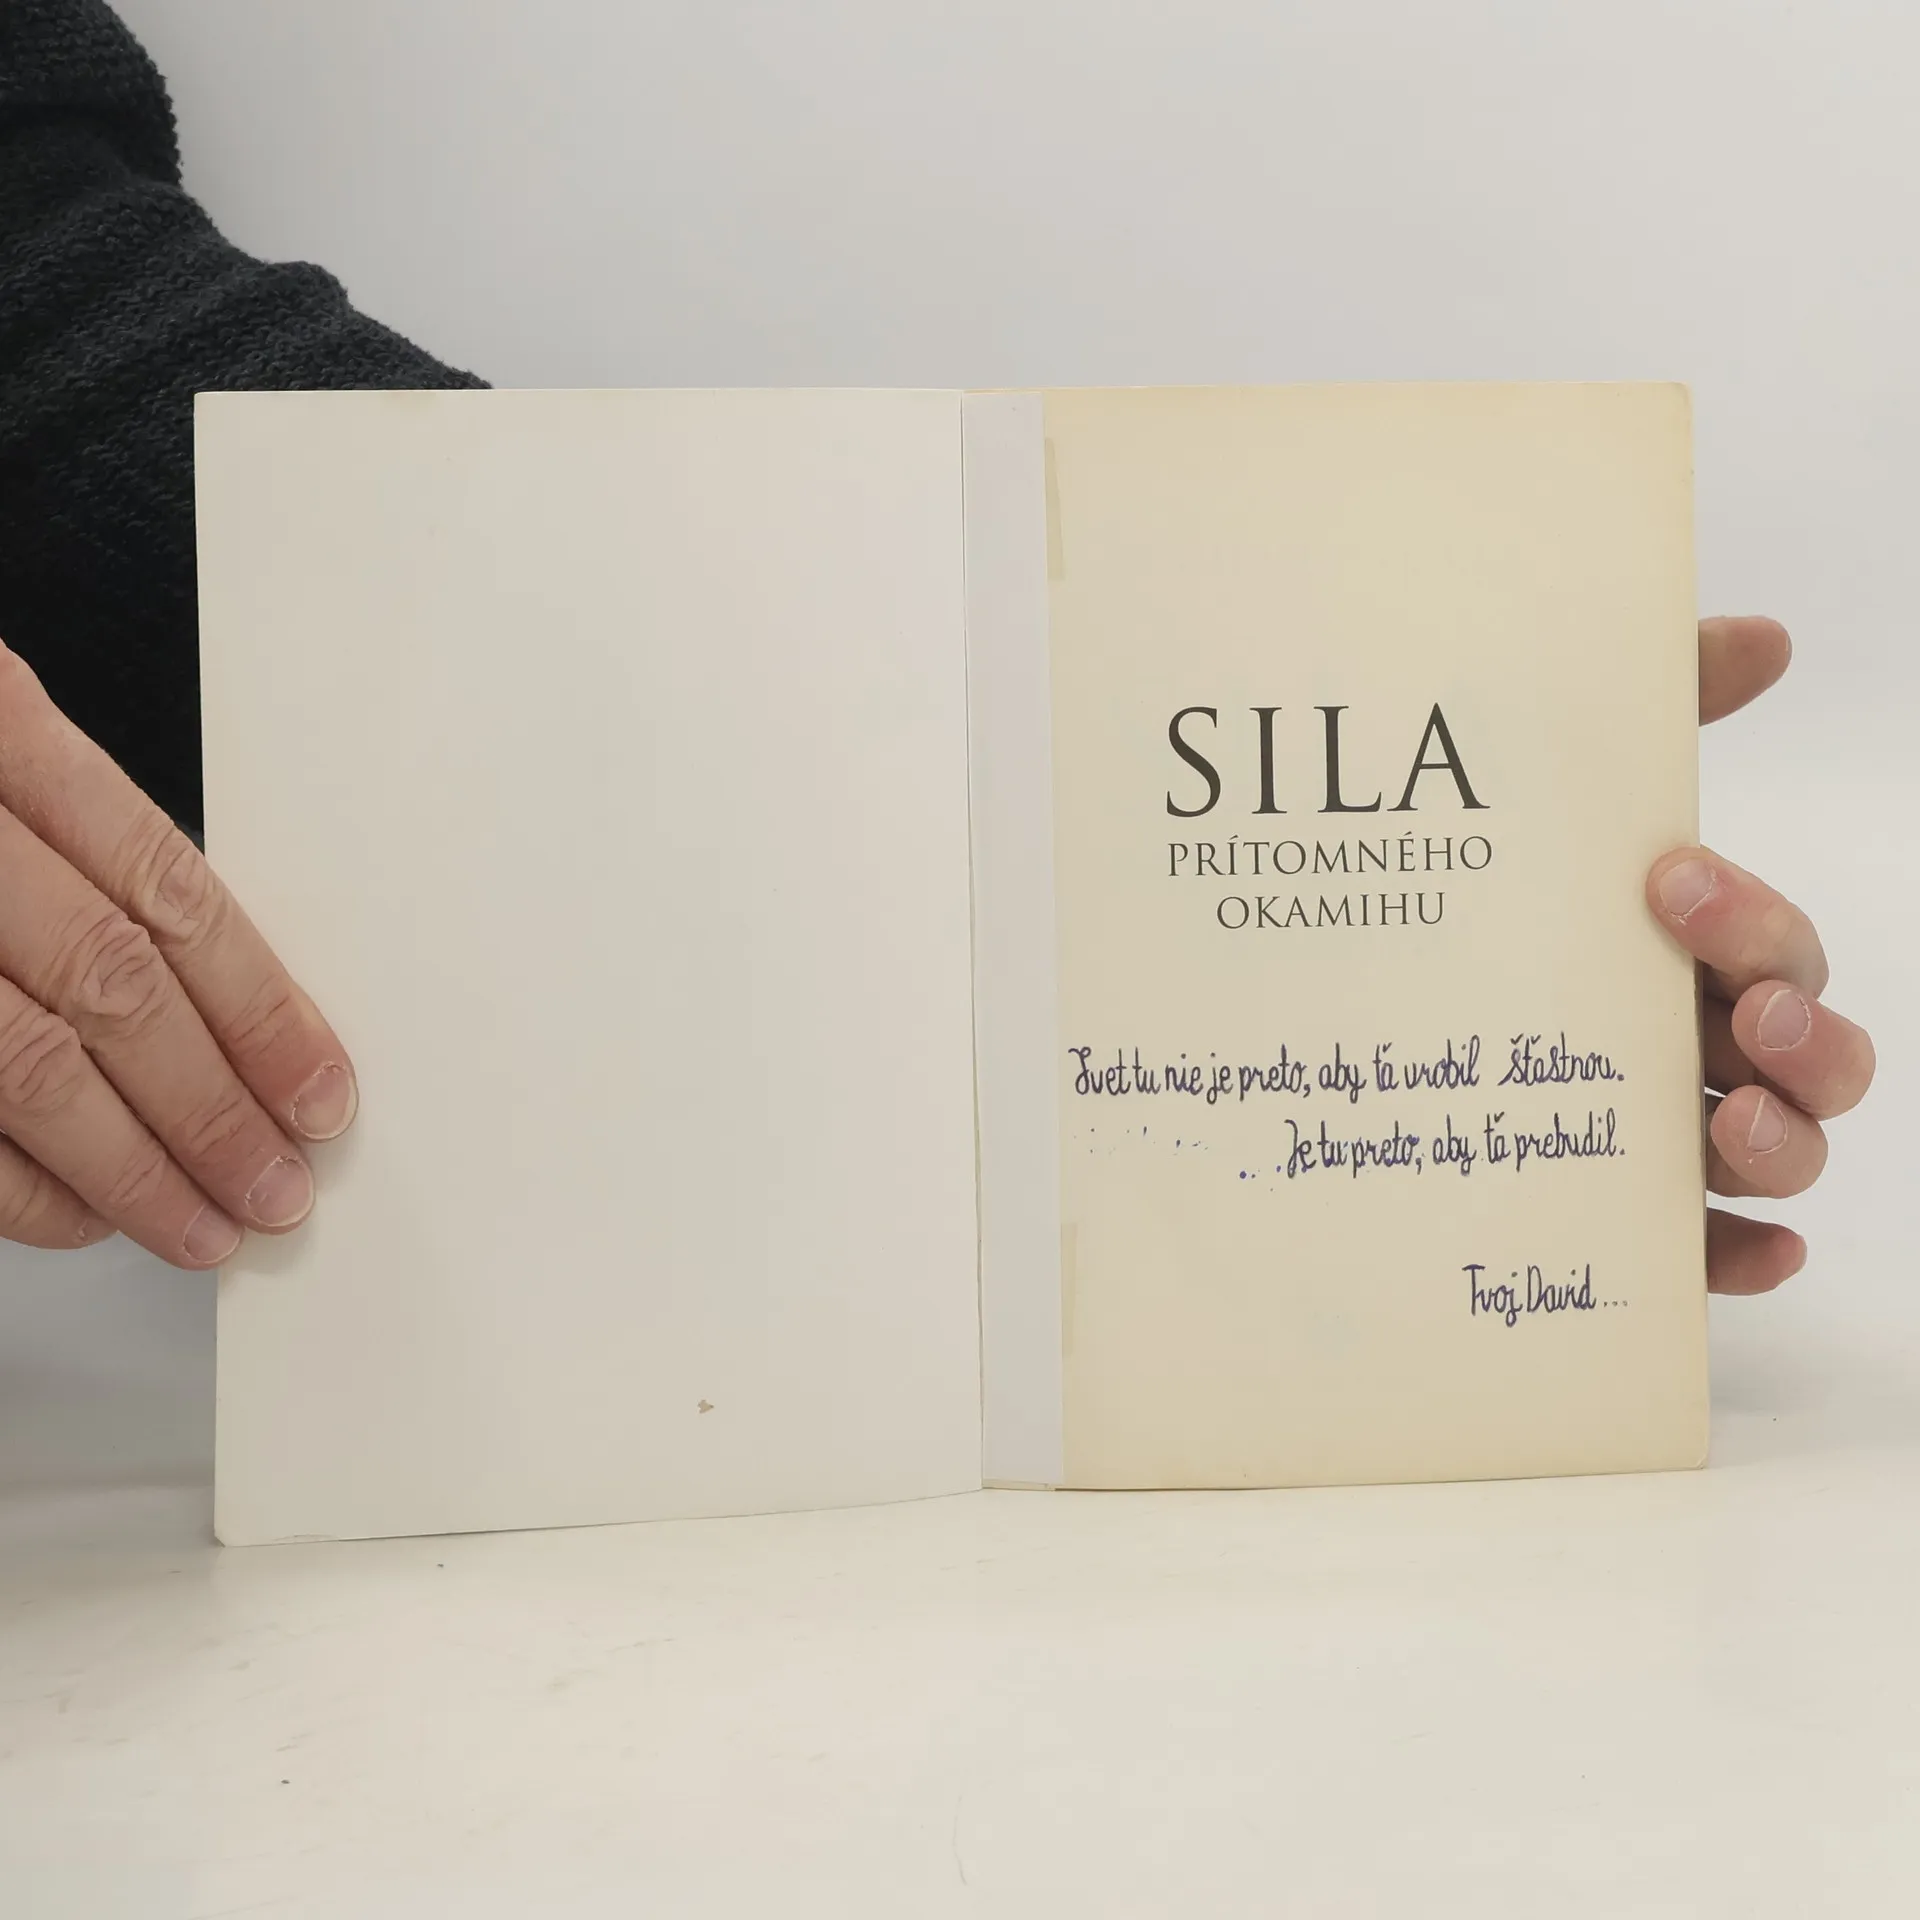 SILA
PRÍTOMNÉHO
OKAMIHU
Svet tu nie je preto, aby ťa urobil šťastnou.
... Je tu preto, aby ťa prebudil.
Tvoj David...